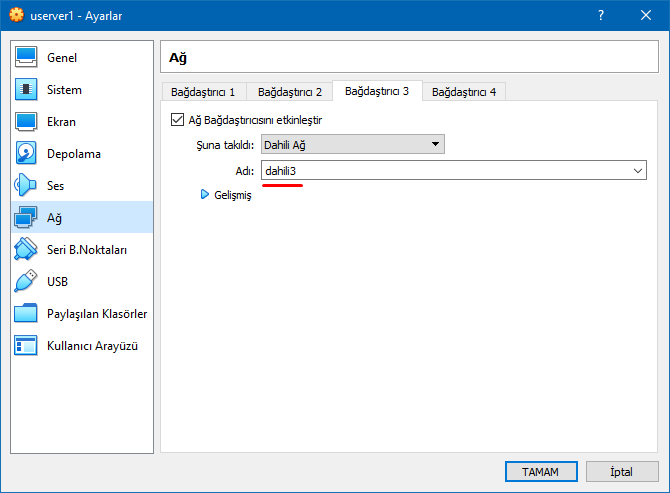 userver1 - Ayarlar
?
Genel
Sistem
Ekran
Depolama
Ses
Ağ
Seri B.Noktaları
USB
Paylaşılan Klasörler
Kullanıcı Arayüzü
Ağ
Bağdaştırıcı 1 Bağdaştırıcı 2 Bağdaştırıcı 3 Bağdaştırıcı 4
Ağ Bağdaştırıcısını etkinleştir
Şuna takıldı: Dahili Ağ
Adı: dahili3
Gelişmiş
TAMAM İptal